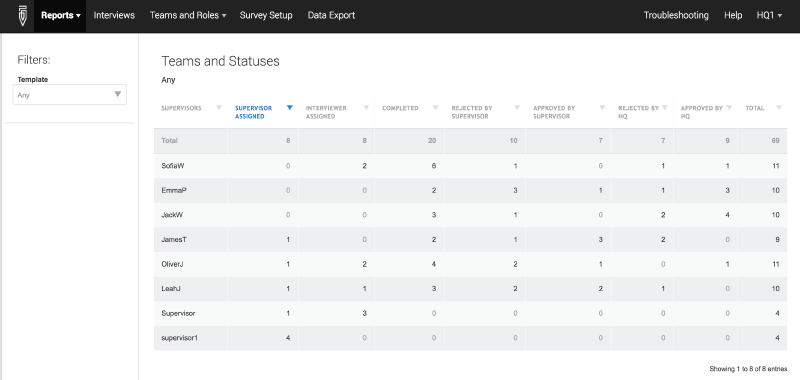 Reports Interviews Teams and Roles Survey Setup Data Export Troubleshooting Help HQ1
Filters:
Template
Any
Teams and Statuses
Any
SUPERVISORS SUPERVISOR ASSIGNED INTERVIEWER ASSIGNED COMPLETED REJECTED BY SUPERVISOR APPROVED BY SUPERVISOR REJECTED BY HQ APPROVED BY HQ TOTAL
Total 8 8 20 10 7 7 9 69
SofiaW 0 2 6 1 0 1 1 11
EmmaP 0 0 2 3 1 1 3 10
JackW 0 0 3 1 0 2 4 10
JamesT 1 0 2 1 3 2 0 9
OliverJ 1 2 4 2 1 0 1 11
LeahJ 1 1 3 2 2 1 0 10
Supervisor 1 3 0 0 0 0 0 4
supervisor1 4 0 0 0 0 0 0 4
Showing 1 to 8 of 8 entries